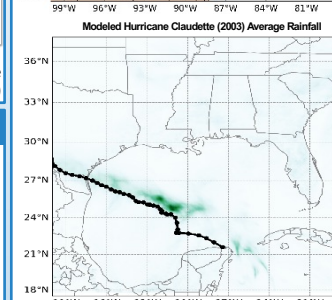 99°W 96°W 93°W 90°W 87°W 84°W 81°W
Modeled Hurricane Claudette (2003) Average Rainfall
36°N
33°N
30°N
27°N
24°N
21°N
18°N